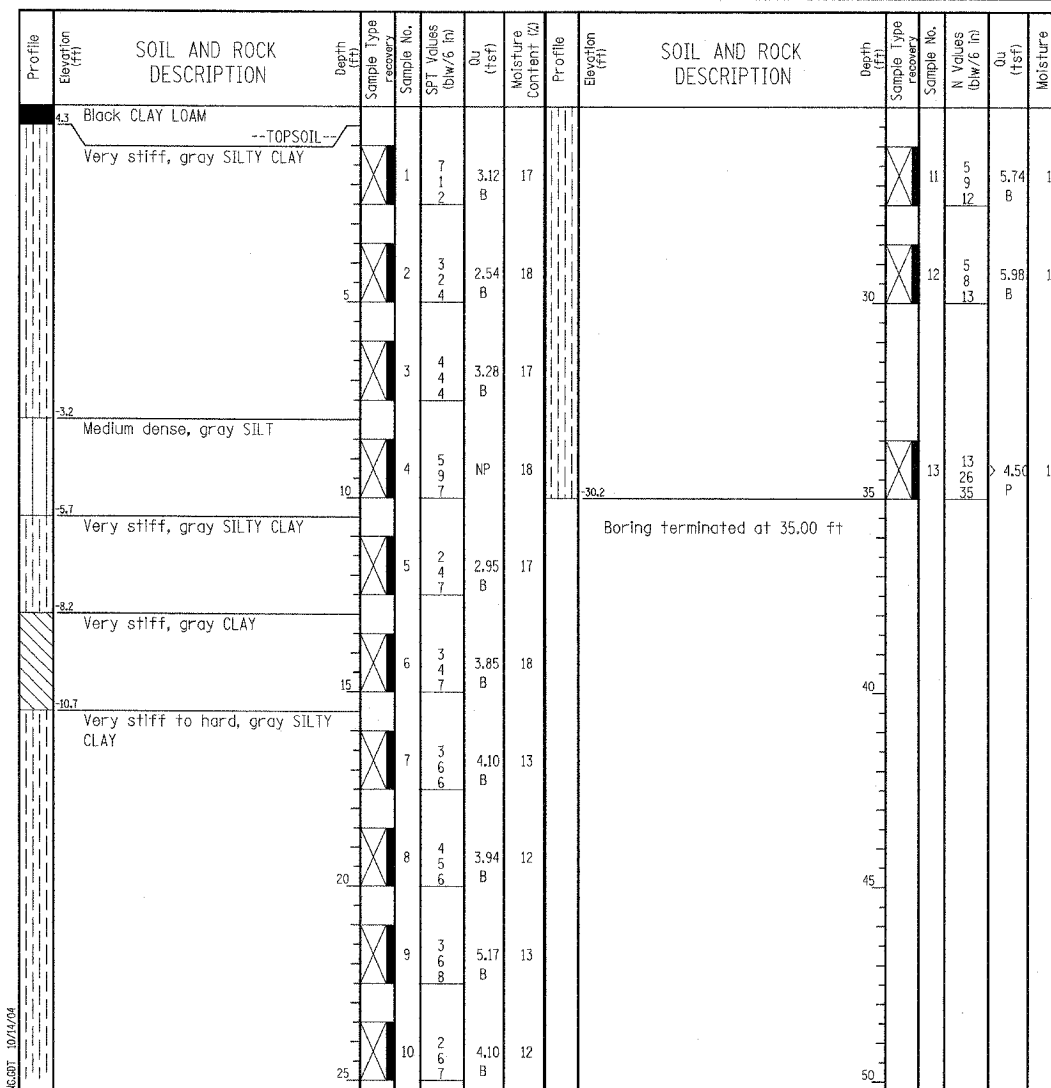 Profile
Elevation (ft)
SOIL AND ROCK DESCRIPTION
Depth (ft)
Sample Type recovery
Sample No.
SPT Values (blw/6 in)
Qu (tsf)
Moisture Content (%)
Profile
Elevation (ft)
SOIL AND ROCK DESCRIPTION
Depth (ft)
Sample Type recovery
Sample No.
N Values (blw/6 in)
Qu (tsf)
Moisture
4.3 Black CLAY LOAM
--TOPSOIL--
Very stiff, gray SILTY CLAY
1 7 1 2 3.12 B 17
2 3 2 4 2.54 B 18
5
3 4 4 4 3.28 B 17
-3.2
Medium dense, gray SILT
4 5 9 7 NP 18
10
-5.7
Very stiff, gray SILTY CLAY
5 2 4 7 2.95 B 17
-8.2
Very stiff, gray CLAY
6 3 4 7 3.85 B 18
15
-10.7
Very stiff to hard, gray SILTY
CLAY
7 3 6 6 4.10 B 13
8 4 5 6 3.94 B 12
20
9 3 6 8 5.17 B 13
10 2 6 7 4.10 B 12
25
11 5 9 12 5.74 B 1
12 5 8 13 5.98 B 1
30
13 13 26 35 > 4.50 P 1
-30.2
35
Boring terminated at 35.00 ft
40
45
50
NG.GDT 10/14/04